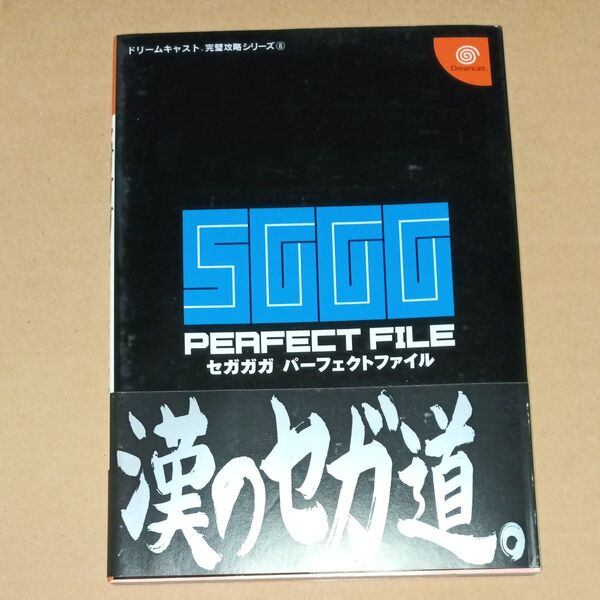 ドリームキャスト. 完璧攻略シリーズ⑧
Dreamcast.
SGGG
PERFECT FILE
セガガガ パーフェクトファイル
漢のセガ道。